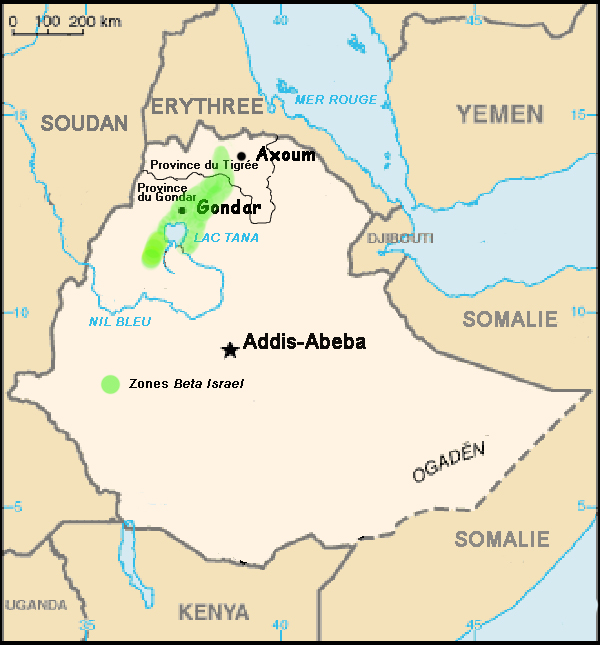 0 100 200 km
40
45
15
15
ERYTHREE
MER ROUGE
YEMEN
SOUDAN
Axoum
Province du Tigrée
Province
du Gondar
Gondar
LAC TANA
DJIBOUTI
10
10
NIL BLEU
SOMALIE
Addis-Abeba
Zones Beta Israel
OGADÈN
5
5
SOMALIE
UGANDA
KENYA
35
40
45